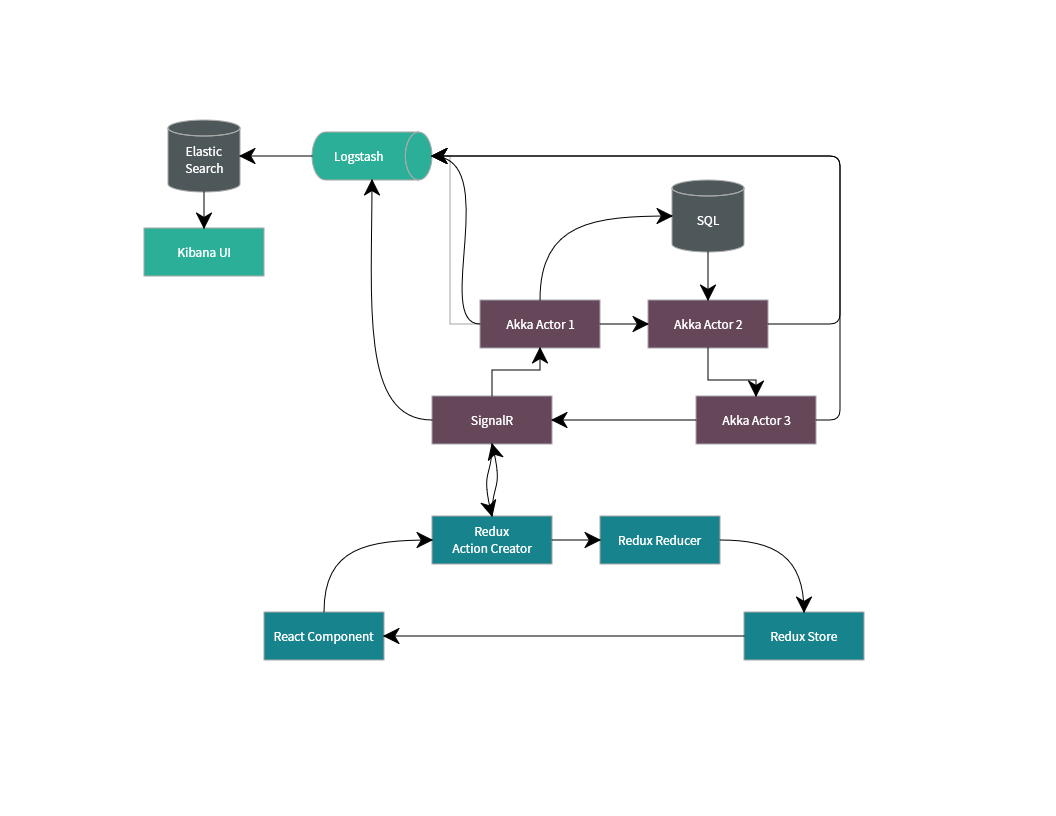 Elastic
Search
Logstash
SQL
Kibana UI
Akka Actor 1
Akka Actor 2
SignalR
Akka Actor 3
Redux
Action Creator
Redux Reducer
React Component
Redux Store